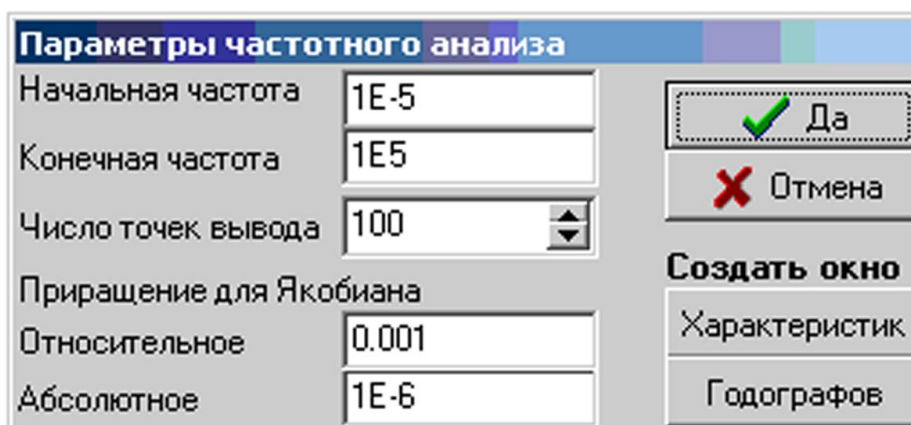 Параметры частотного анализа
Начальная частота 1E-5
Да
Конечная частота 1E5
Отмена
Число точек вывода 100
Создать окно
Приращение для Якобиана
Характеристик
Относительное 0.001
Годографов
Абсолютное 1E-6